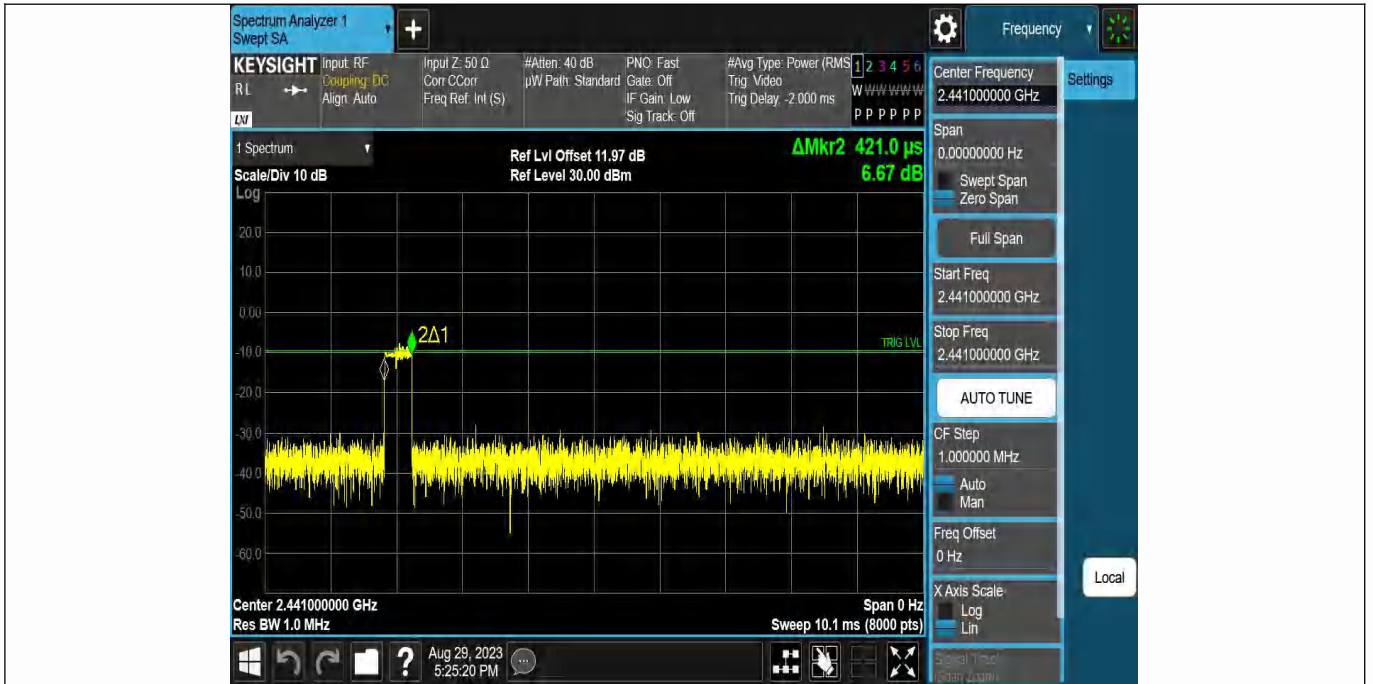 Spectrum Analyzer 1
Swept SA
Frequency
KEYSIGHT
RL
LXI
Input: RF
Coupling: DC
Align: Auto
Input Z: 50 Ω
Corr CCorr
Freq Ref: Int (S)
#Atten: 40 dB
µW Path: Standard
PNO: Fast
Gate: Off
IF Gain: Low
Sig Track: Off
#Avg Type: Power (RMS
Trig: Video
Trig Delay: -2.000 ms
1 2 3 4 5 6
W W W W W W
P P P P P P
1 Spectrum
Scale/Div 10 dB
Ref Lvl Offset 11.97 dB
Ref Level 30.00 dBm
ΔMkr2 421.0 µs
6.67 dB
Log
20.0
10.0
0.00
-10.0
-20.0
-30.0
-40.0
-50.0
-60.0
2Δ1
TRIG LVL
Center 2.441000000 GHz
Res BW 1.0 MHz
Span 0 Hz
Sweep 10.1 ms (8000 pts)
Aug 29, 2023
5:25:20 PM
Center Frequency
2.441000000 GHz
Settings
Span
0.00000000 Hz
Swept Span
Zero Span
Full Span
Start Freq
2.441000000 GHz
Stop Freq
2.441000000 GHz
AUTO TUNE
CF Step
1.000000 MHz
Auto
Man
Freq Offset
0 Hz
X Axis Scale
Log
Lin
Local
Signal Track
(Span Zoom)